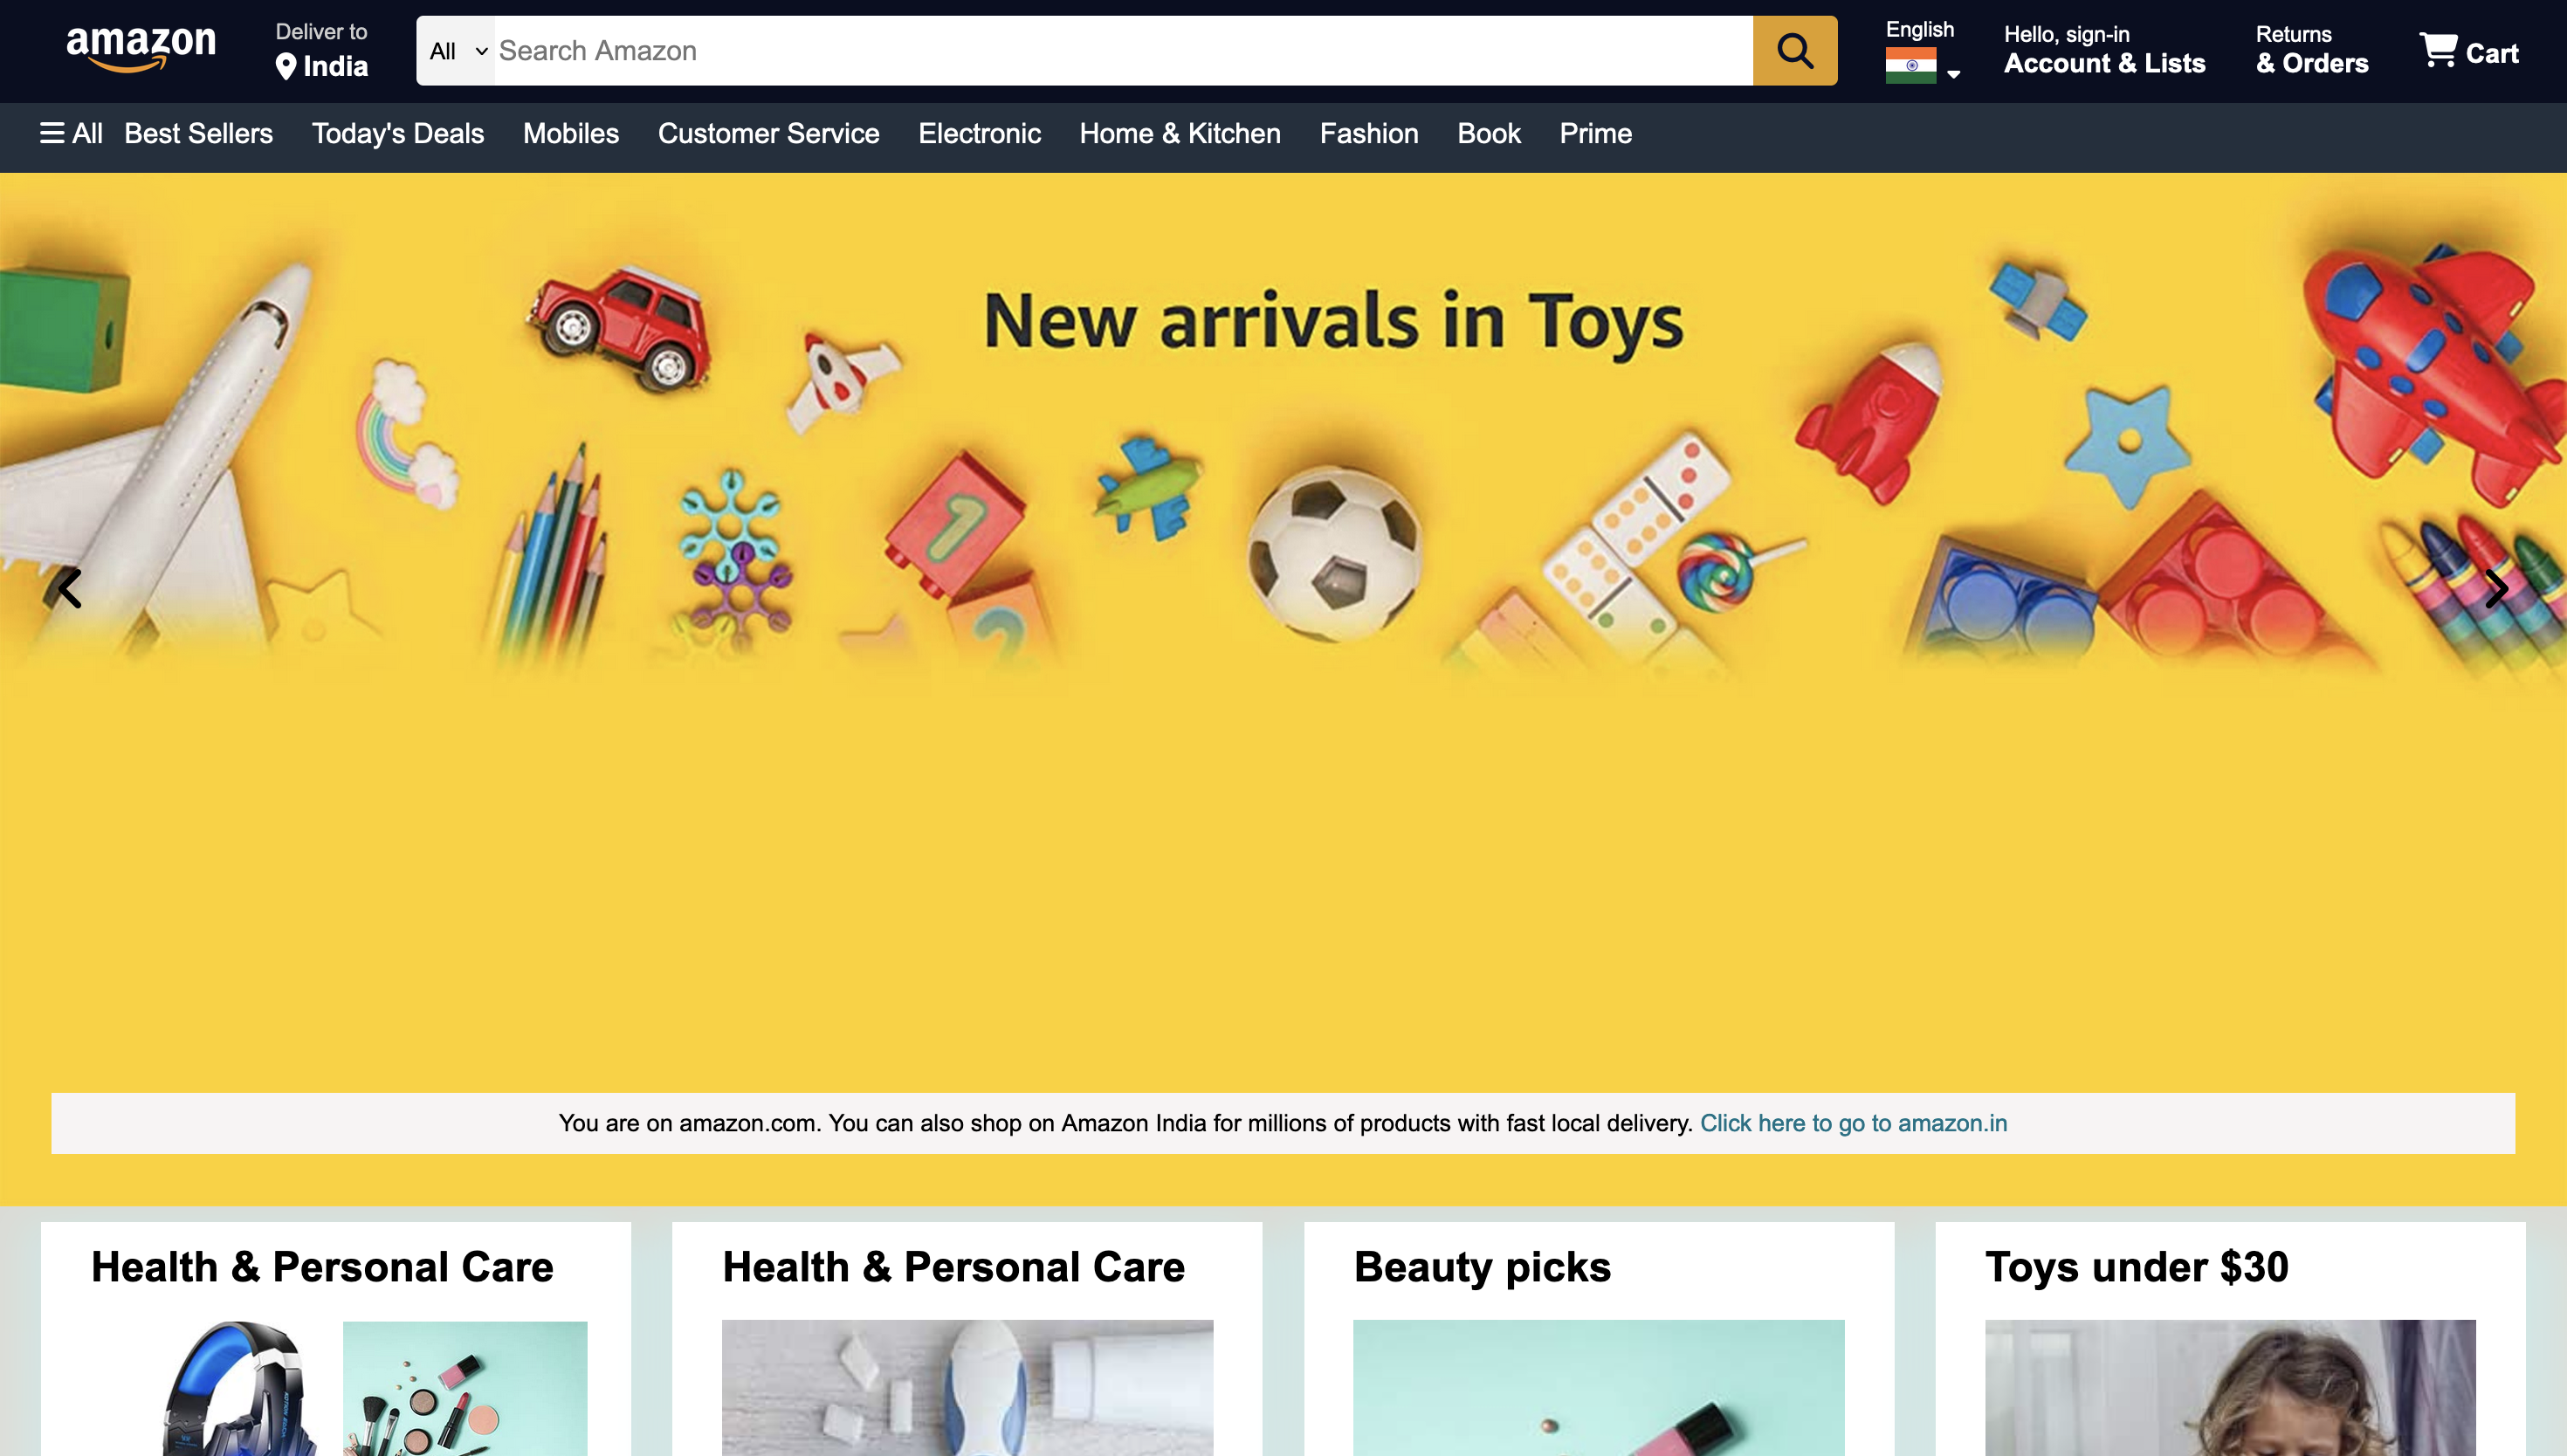 amazon
Deliver to
India
All
Search Amazon
English
Hello, sign-in
Account & Lists
Returns
& Orders
Cart
All Best Sellers Today's Deals Mobiles Customer Service Electronic Home & Kitchen Fashion Book Prime
New arrivals in Toys
1
2
You are on amazon.com. You can also shop on Amazon India for millions of products with fast local delivery. Click here to go to amazon.in
Health & Personal Care
Health & Personal Care
Beauty picks
Toys under $30